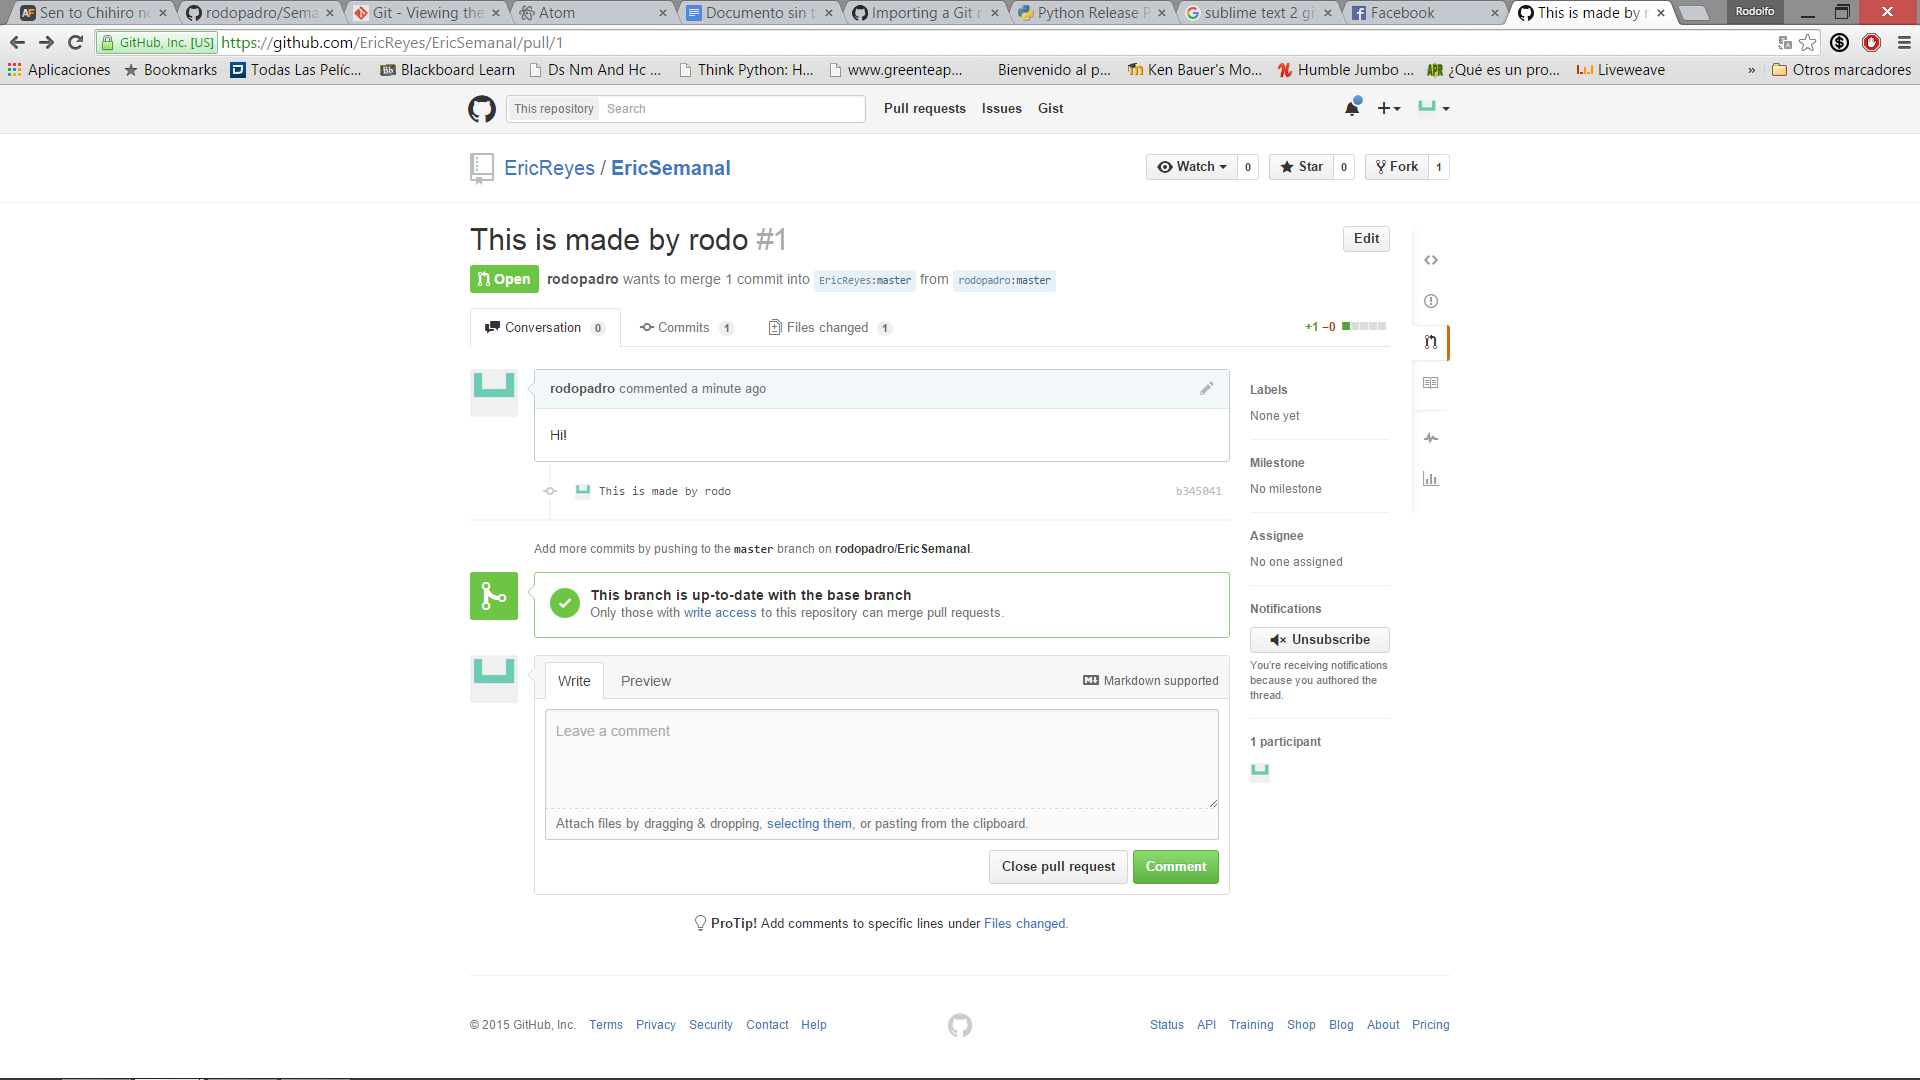 Sen to Chihiro no
rodopadro/Sema
Git - Viewing the
Atom
Documento sin t
Importing a Git r
Python Release P
sublime text 2 gi
Facebook
This is made by r
Rodolfo
GitHub, Inc. [US] https://github.com/EricReyes/EricSemanal/pull/1
Aplicaciones Bookmarks Todas Las Pelíc... Blackboard Learn Ds Nm And Hc ... Think Python: H... www.greenteap... Bienvenido al p... Ken Bauer's Mo... Humble Jumbo ... ¿Qué es un pro... Liveweave » Otros marcadores
This repository Search Pull requests Issues Gist
EricReyes / EricSemanal
Watch 0 Star 0 Fork 1
This is made by rodo #1
Edit
Open rodopadro wants to merge 1 commit into EricReyes:master from rodopadro:master
Conversation 0 Commits 1 Files changed 1 +1 −0
rodopadro commented a minute ago
Hi!
This is made by rodo b345041
Add more commits by pushing to the master branch on rodopadro/EricSemanal.
This branch is up-to-date with the base branch
Only those with write access to this repository can merge pull requests.
Write Preview Markdown supported
Leave a comment
Attach files by dragging & dropping, selecting them, or pasting from the clipboard.
Close pull request Comment
ProTip! Add comments to specific lines under Files changed.
Labels
None yet
Milestone
No milestone
Assignee
No one assigned
Notifications
Unsubscribe
You're receiving notifications
because you authored the
thread.
1 participant
© 2015 GitHub, Inc. Terms Privacy Security Contact Help
Status API Training Shop Blog About Pricing